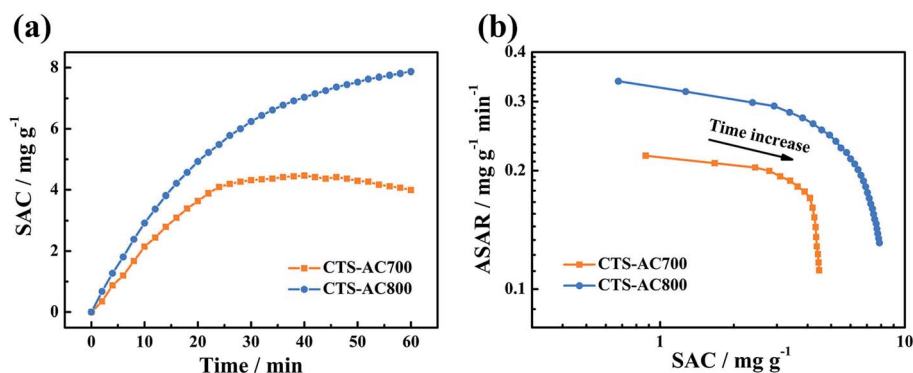 (a)
SAC / mg g⁻¹
8
6
4
2
0
0 10 20 30 40 50 60
Time / min
CTS-AC700
CTS-AC800
(b)
ASAR / mg g⁻¹ min⁻¹
0.4
0.3
0.2
0.1
1 10
SAC / mg g⁻¹
Time increase
CTS-AC700
CTS-AC800